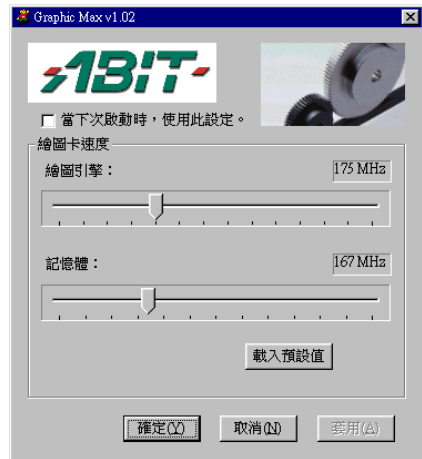 Graphic Max v1.02
ABIT
當下次啟動時，使用此設定。
繪圖卡速度
繪圖引擎：
175 MHz
記憶體：
167 MHz
載入預設值
確定(Y)
取消(N)
套用(A)